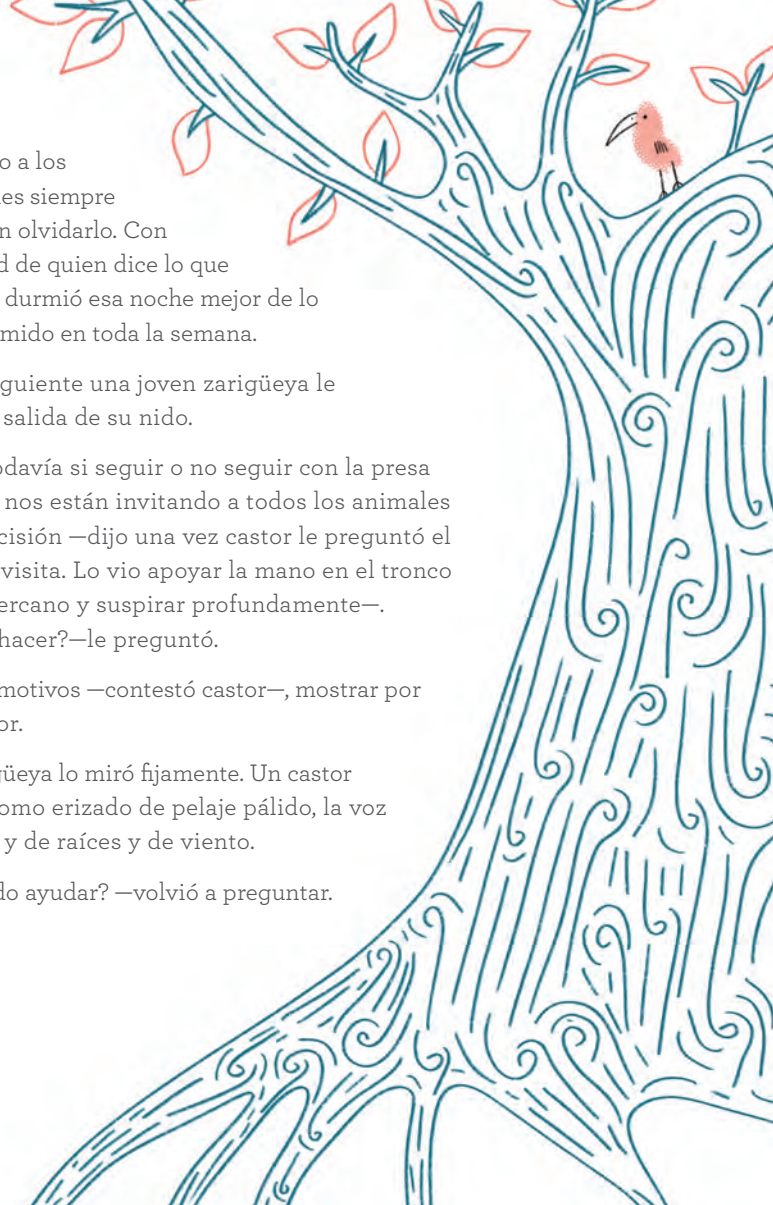 o a los
es siempre
n olvidarlo. Con
d de quien dice lo que
durmió esa noche mejor de lo
mido en toda la semana.
guiente una joven zarigüeya le
salida de su nido.
odavía si seguir o no seguir con la presa
nos están invitando a todos los animales
cisión —dijo una vez castor le preguntó el
visita. Lo vio apoyar la mano en el tronco
ercano y suspirar profundamente—.
hacer?—le preguntó.
motivos —contestó castor—, mostrar por
or.
güeya lo miró fijamente. Un castor
omo erizado de pelaje pálido, la voz
y de raíces y de viento.
do ayudar? —volvió a preguntar.